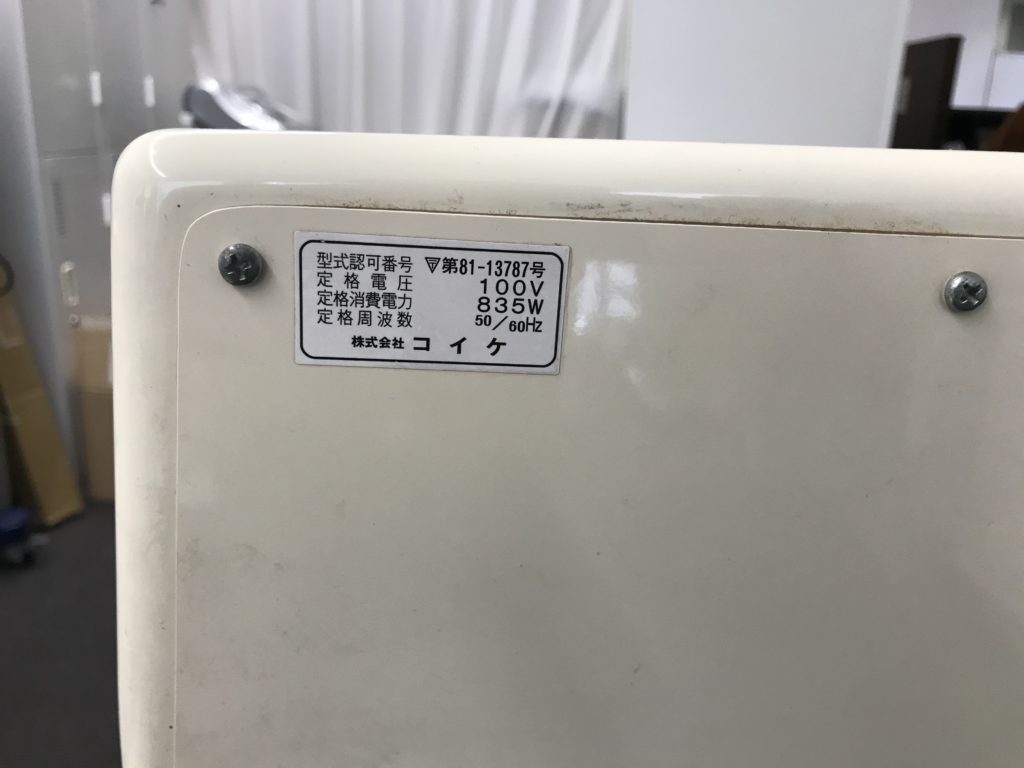 型式認可番号 第81-13787号
定格電圧 100V
定格消費電力 835W
定格周波数 50/60Hz
株式会社 コイケ